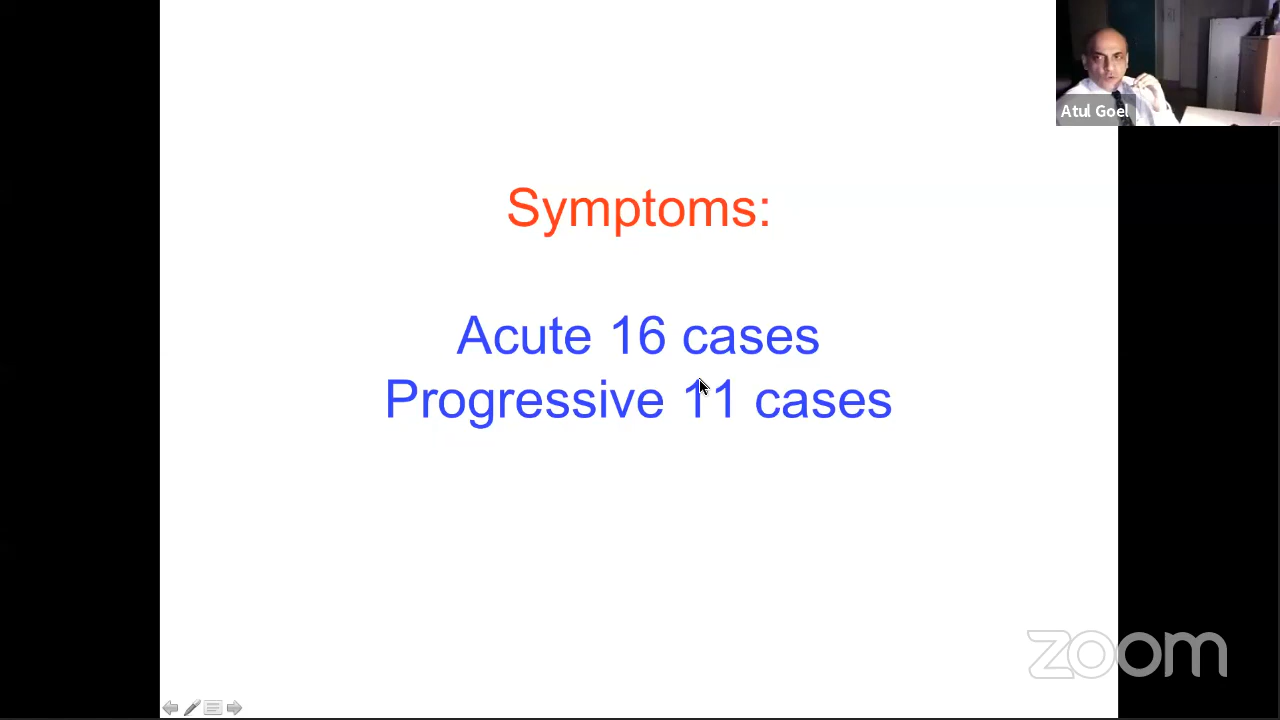 Atul Goel
Symptoms:
Acute 16 cases
Progressive 11 cases
zoom